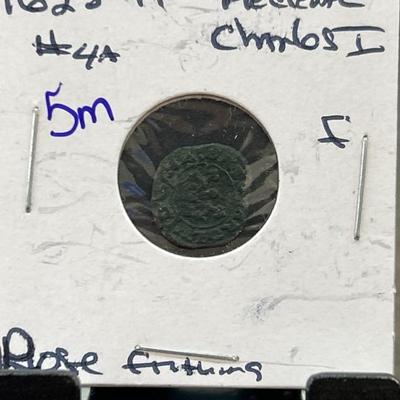 #4A Charles I
5m
I
Rose Farthing